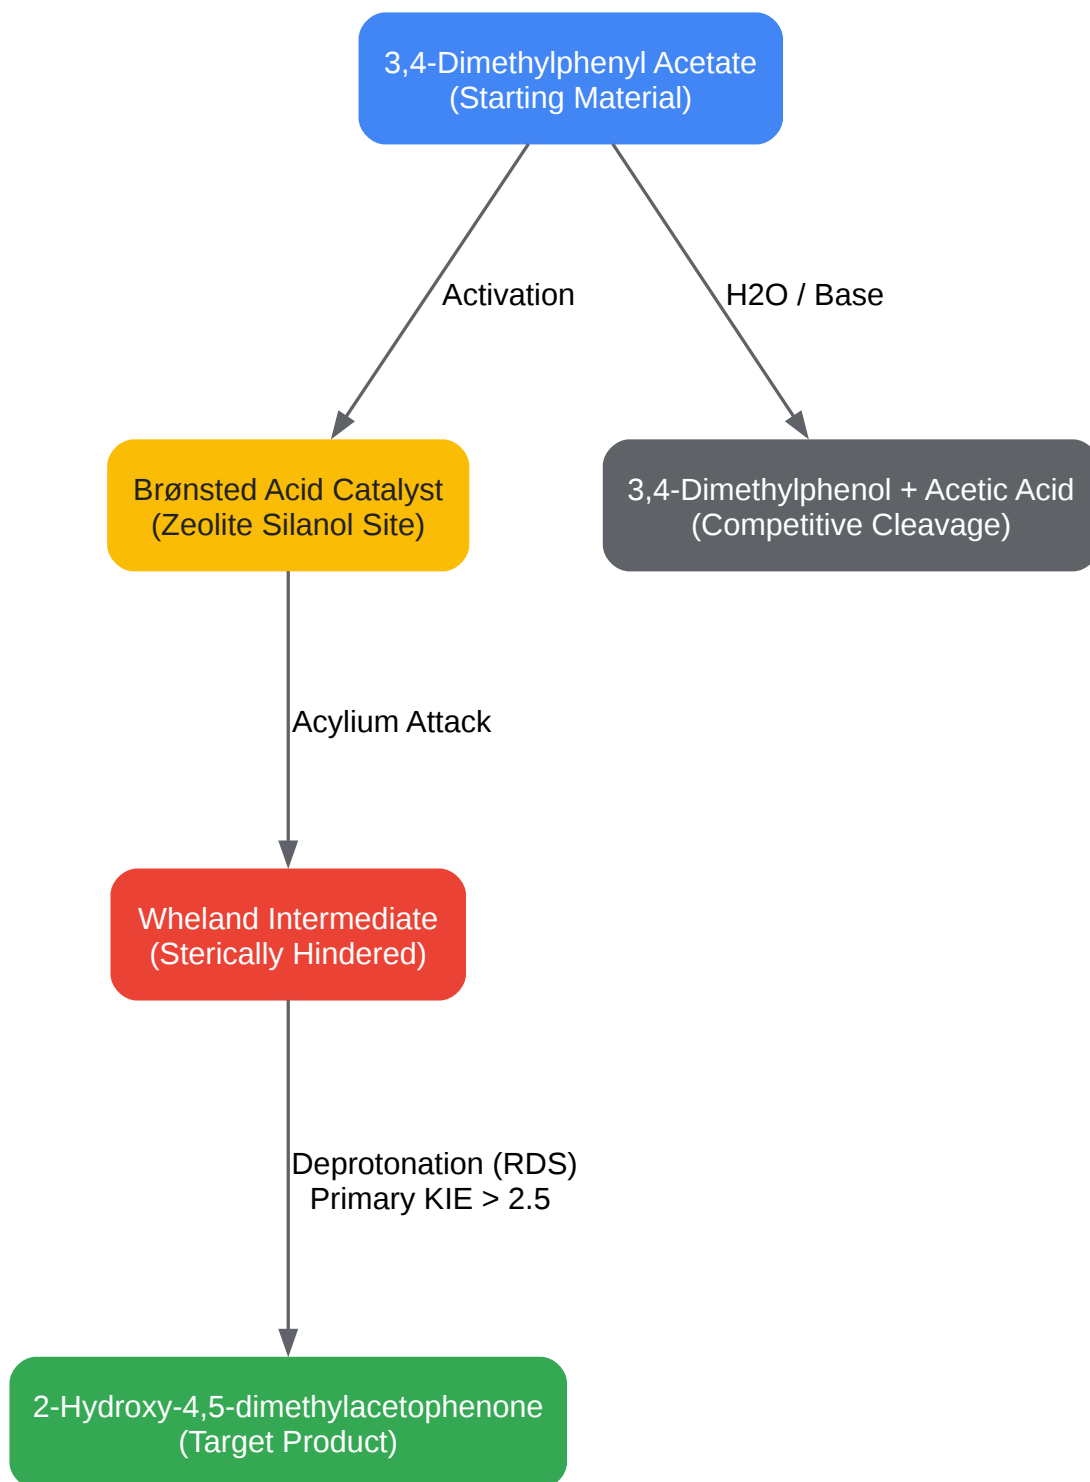 3,4-Dimethylphenyl Acetate
(Starting Material)
Activation
H2O / Base
Brønsted Acid Catalyst
(Zeolite Silanol Site)
3,4-Dimethylphenol + Acetic Acid
(Competitive Cleavage)
Acylium Attack
Wheland Intermediate
(Sterically Hindered)
Deprotonation (RDS)
Primary KIE > 2.5
2-Hydroxy-4,5-dimethylacetophenone
(Target Product)